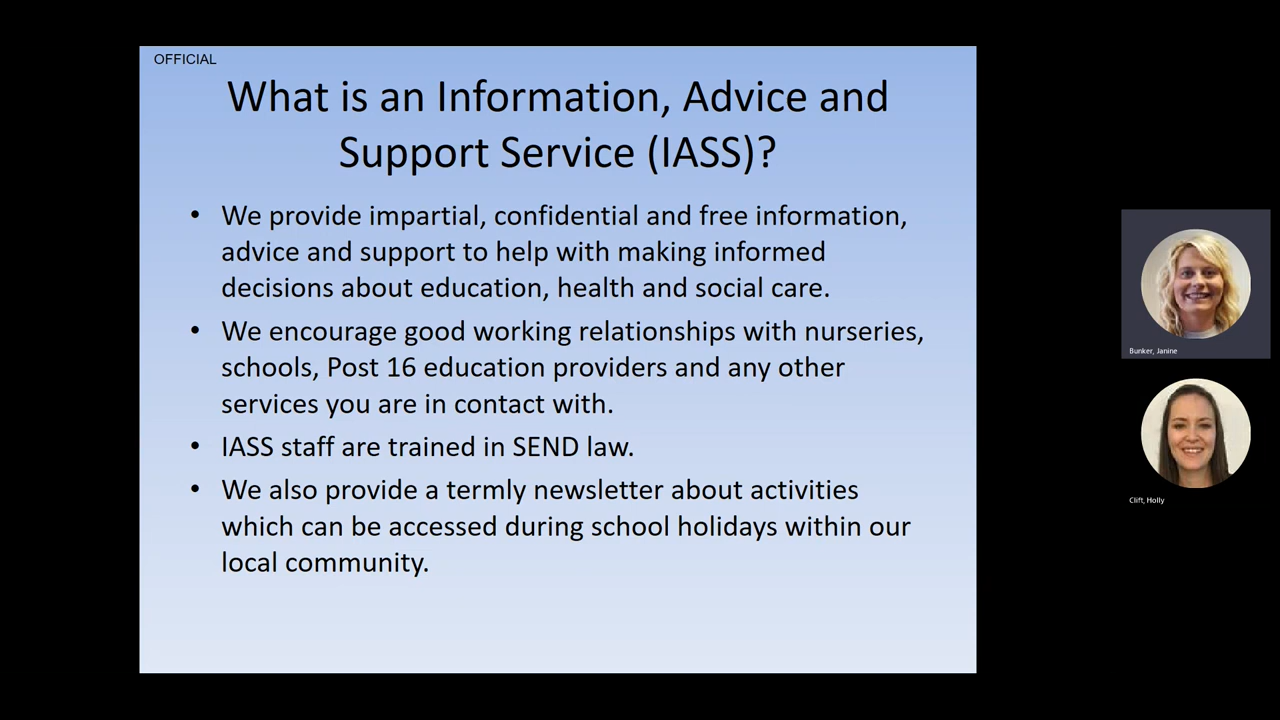 OFFICIAL
What is an Information, Advice and
Support Service (IASS)?
• We provide impartial, confidential and free information,
advice and support to help with making informed
decisions about education, health and social care.
• We encourage good working relationships with nurseries,
schools, Post 16 education providers and any other
services you are in contact with.
• IASS staff are trained in SEND law.
• We also provide a termly newsletter about activities
which can be accessed during school holidays within our
local community.
Bunker, Janine
Clift, Holly